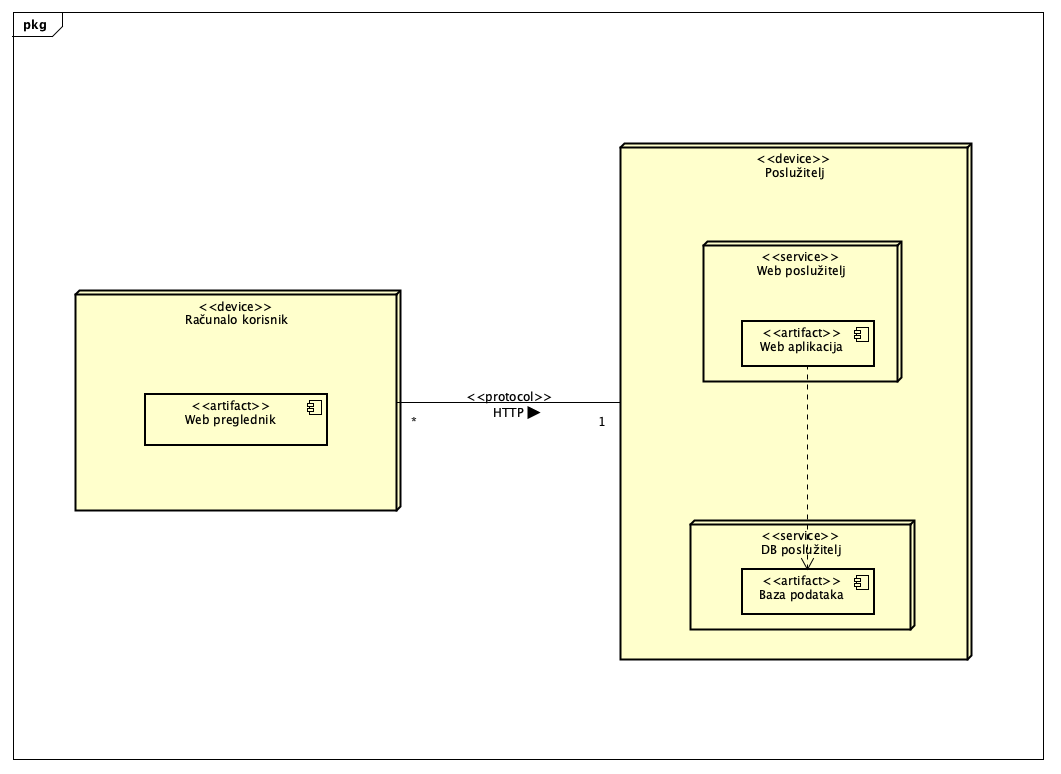 pkg
<<device>>
Poslužitelj
<<service>>
Web poslužitelj
<<artifact>>
Web aplikacija
<<device>>
Računalo korisnik
<<artifact>>
Web preglednik
<<protocol>>
HTTP
*
1
<<service>>
DB poslužitelj
<<artifact>>
Baza podataka